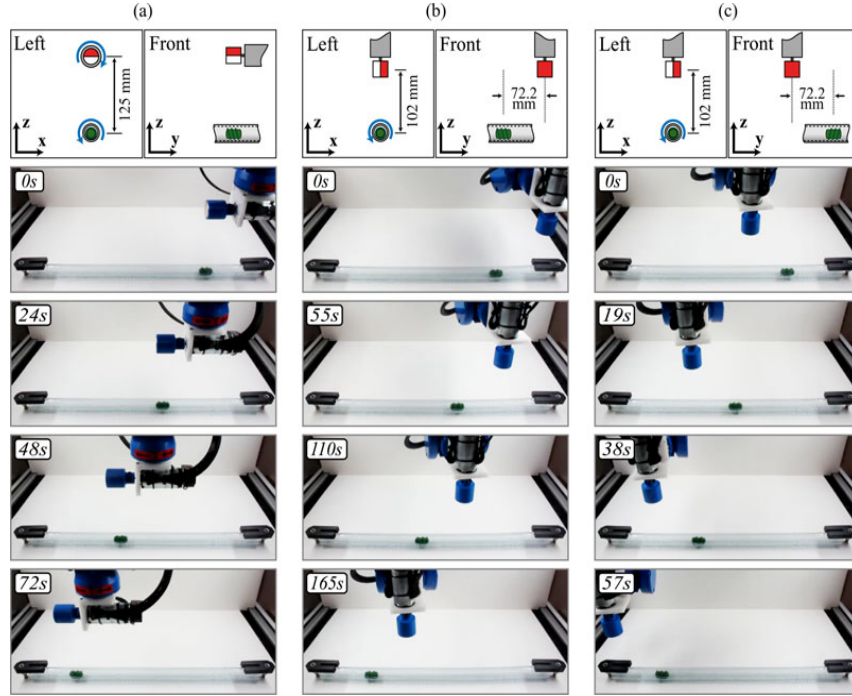 (a)
(b)
(c)
Left
125 mm
z
x
Front
z
y
Left
102 mm
z
x
Front
72.2
mm
z
y
Left
102 mm
z
x
Front
72.2
mm
z
y
0s
0s
0s
24s
55s
19s
48s
110s
38s
72s
165s
57s